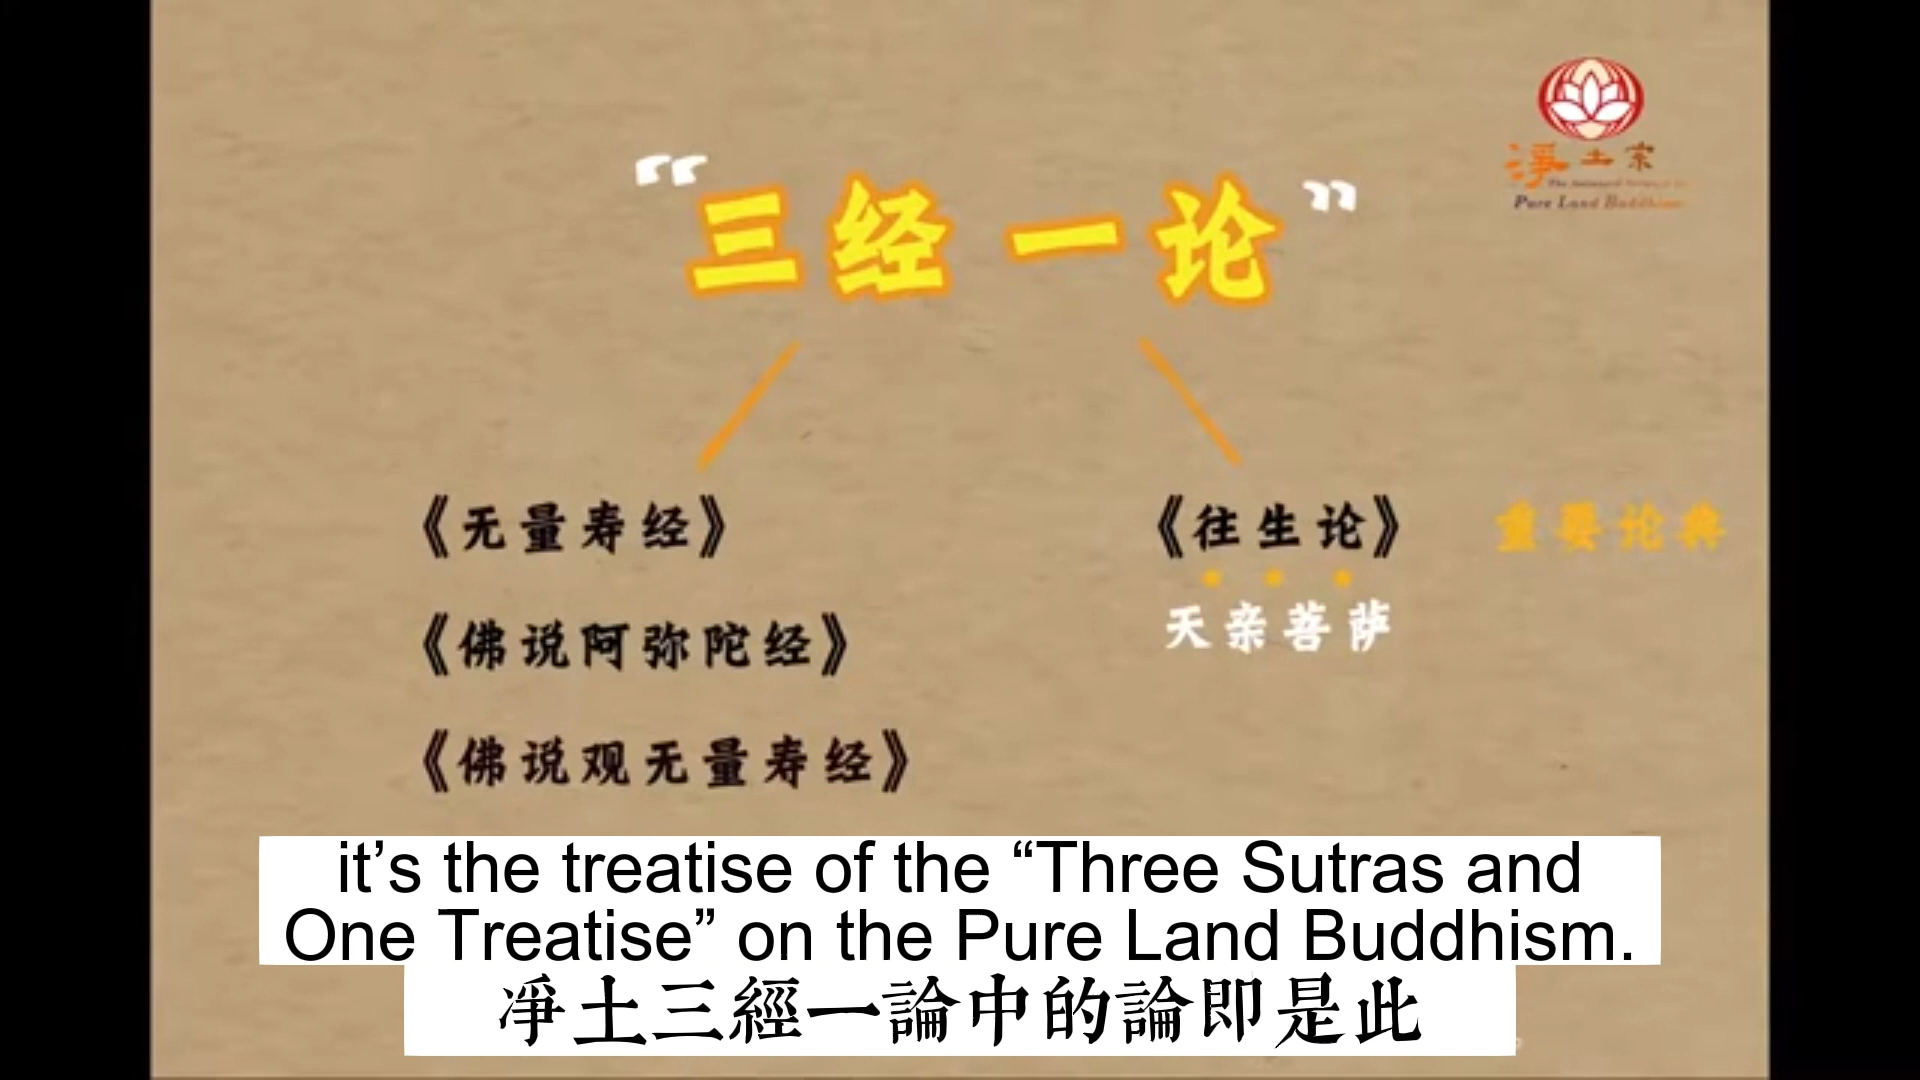 淨土宗
Pure Land Buddhism
“三经一论”
《无量寿经》
《往生论》 重要论典
《佛说阿弥陀经》
天亲菩萨
《佛说观无量寿经》
it’s the treatise of the “Three Sutras and
One Treatise” on the Pure Land Buddhism.
淨土三經一論中的論即是此